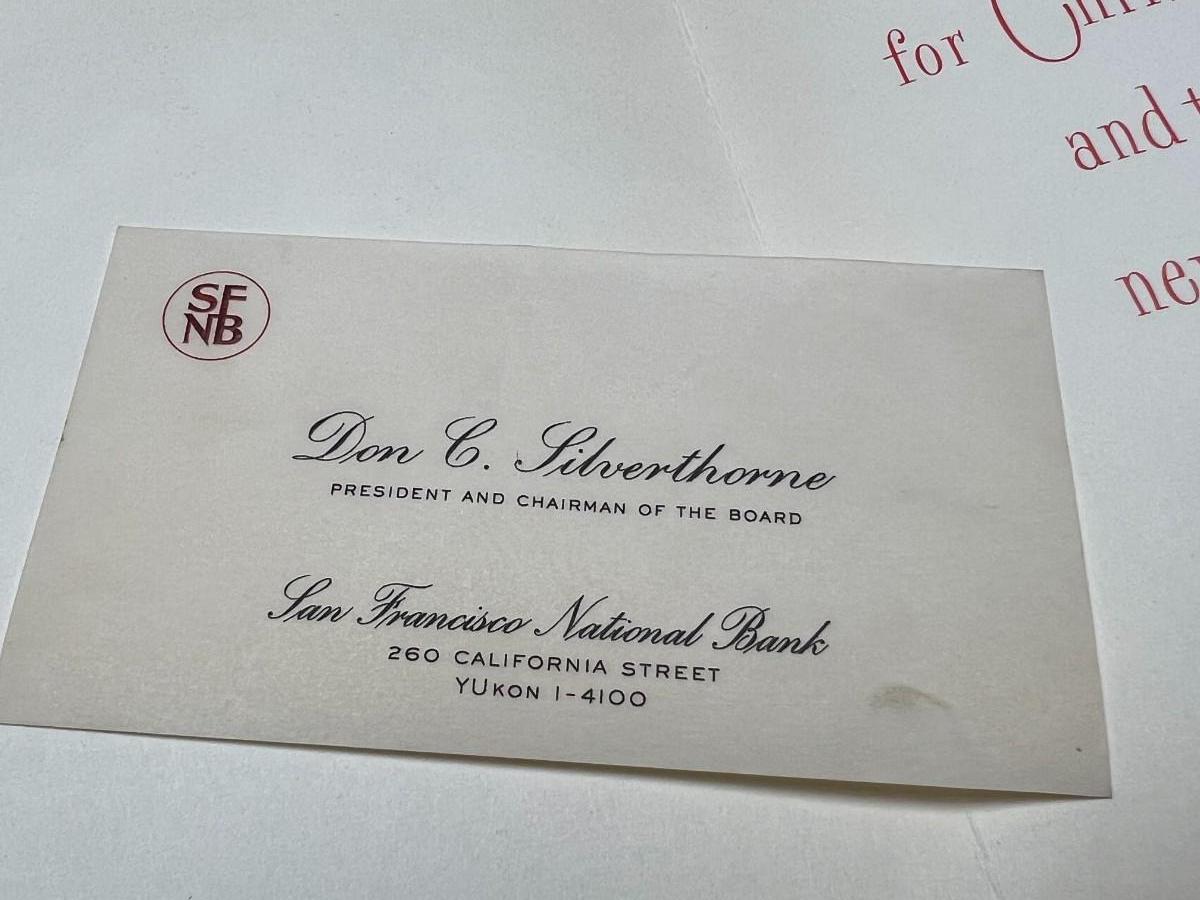 for
and
SF
NB
Don C. Silverthorne
PRESIDENT AND CHAIRMAN OF THE BOARD
San Francisco National Bank
260 CALIFORNIA STREET
YUKON 1-4100